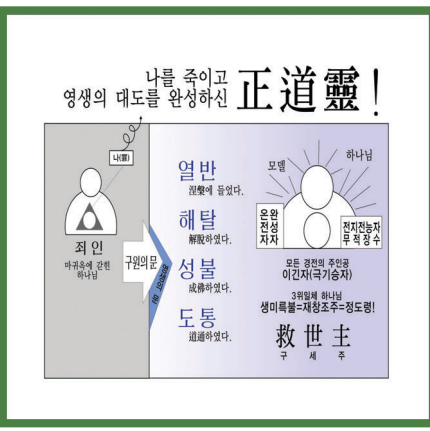 나를 죽이고
영생의 대도를 완성하신
正道靈!
나(靈)
죄인
마귀옥에 갇힌
하나님
구원의 문
열반
涅槃에 들었다.
해탈
解脫하였다.
성불
成佛하였다.
도통
道通하였다.
모델
하나님
온완
전성
자자
전지전능자
무적장수
모든 경전의 주인공
이긴자(극기승자)
3위일체 하나님
생미륵불=재창조주=정도령!
救世主
구 세 주